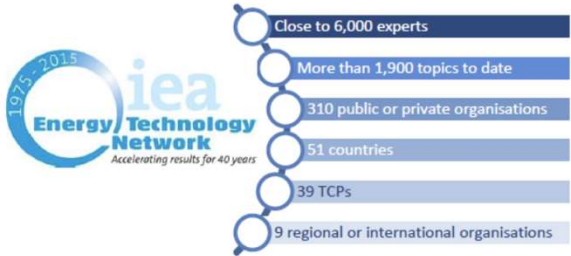 1975 - 2015
iea
Energy Technology
Network
Accelerating results for 40 years
Close to 6,000 experts
More than 1,900 topics to date
310 public or private organisations
51 countries
39 TCPs
9 regional or international organisations